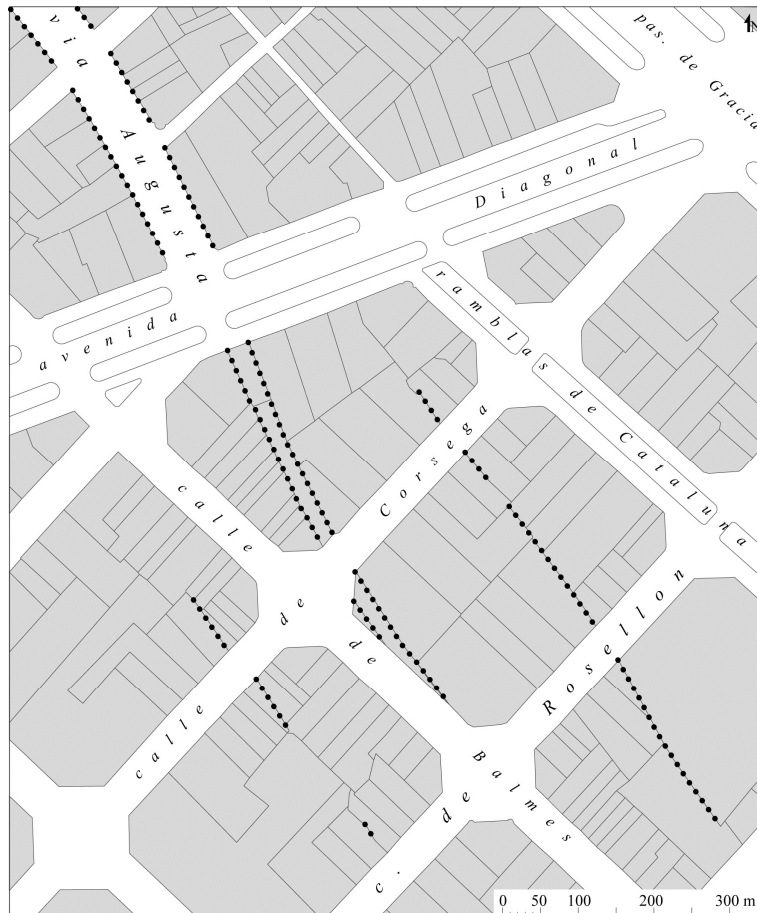 via Augusta
pas. de Gracia
N
Diagonal
avenida
ramblas de Cataluna
calle de Balmes
calle de Corsega
c. de Rosellon
0 50 100 200 300 m